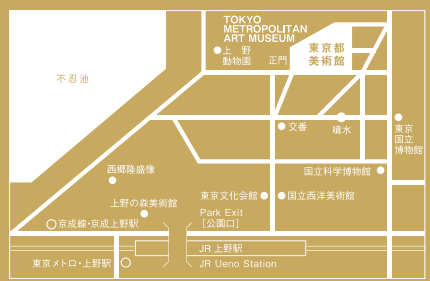 TOKYO
METROPOLITAN
ART MUSEUM
東京都
美術館
上野
動物園
正門
不忍池
交番
噴水
東京
国立
博物館
国立科学博物館
西郷隆盛像
上野の森美術館
東京文化会館
国立西洋美術館
Park Exit
[公園口]
京成線・京成上野駅
JR 上野駅
東京メトロ・上野駅
JR Ueno Station